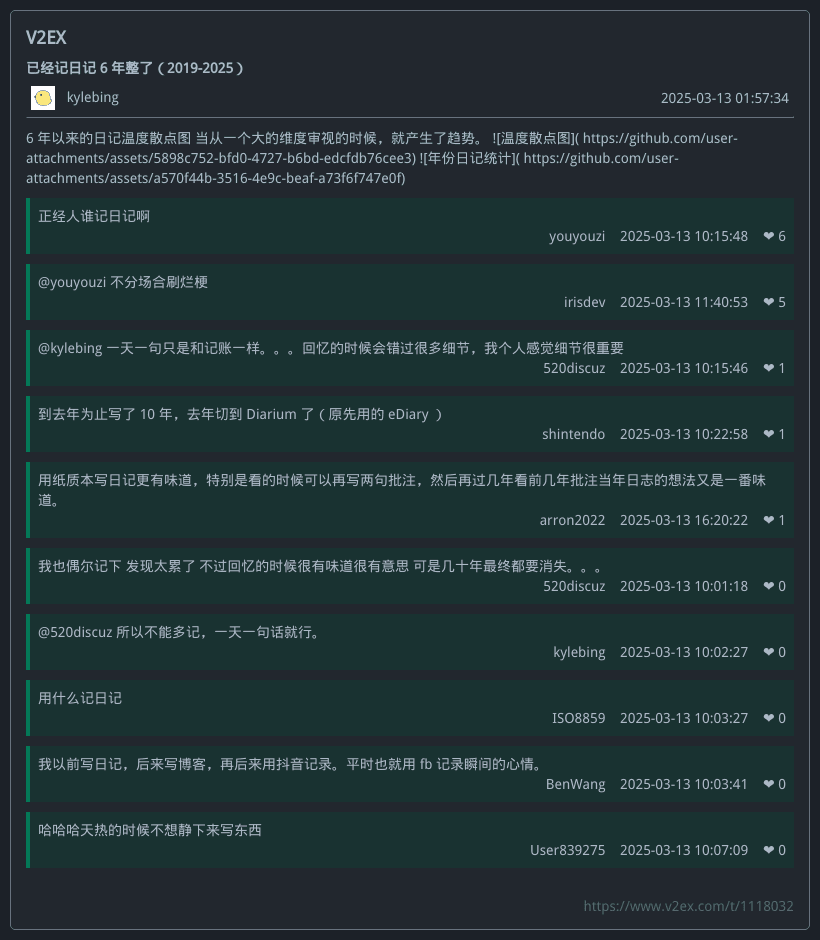 V2EX
已经记日记 6 年整了（2019-2025）
kylebing 2025-03-13 01:57:34
6 年以来的日记温度散点图 当从一个大的维度审视的时候，就产生了趋势。 ![温度散点图]( https://github.com/user-
attachments/assets/5898c752-bfd0-4727-b6bd-edcfdb76cee3) ![年份日记统计]( https://github.com/user-
attachments/assets/a570f44b-3516-4e9c-beaf-a73f6f747e0f)
正经人谁记日记啊
youyouzi 2025-03-13 10:15:48 ❤ 6
@youyouzi 不分场合刷烂梗
irisdev 2025-03-13 11:40:53 ❤ 5
@kylebing 一天一句只是和记账一样。。。回忆的时候会错过很多细节，我个人感觉细节很重要
520discuz 2025-03-13 10:15:46 ❤ 1
到去年为止写了 10 年，去年切到 Diarium 了（原先用的 eDiary ）
shintendo 2025-03-13 10:22:58 ❤ 1
用纸质本写日记更有味道，特别是看的时候可以再写两句批注，然后再过几年看前几年批注当年日志的想法又是一番味
道。
arron2022 2025-03-13 16:20:22 ❤ 1
我也偶尔记下 发现太累了 不过回忆的时候很有味道很有意思 可是几十年最终都要消失。。。
520discuz 2025-03-13 10:01:18 ❤ 0
@520discuz 所以不能多记，一天一句话就行。
kylebing 2025-03-13 10:02:27 ❤ 0
用什么记日记
ISO8859 2025-03-13 10:03:27 ❤ 0
我以前写日记，后来写博客，再后来用抖音记录。平时也就用 fb 记录瞬间的心情。
BenWang 2025-03-13 10:03:41 ❤ 0
哈哈哈天热的时候不想静下来写东西
User839275 2025-03-13 10:07:09 ❤ 0
https://www.v2ex.com/t/1118032